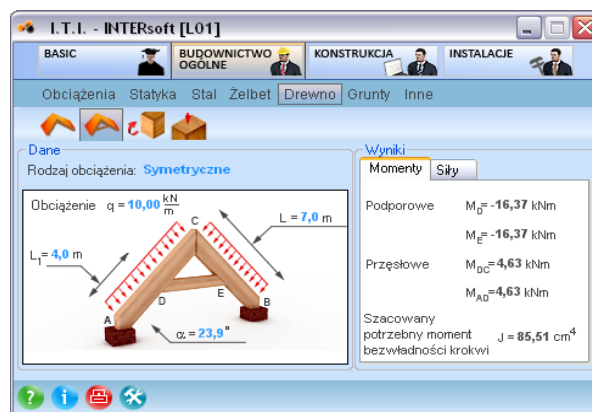 I.T.I. - INTERsoft [L01]
BASIC
BUDOWNICTWO OGÓLNE
KONSTRUKCJA
INSTALACJE
Obciążenia Statyka Stal Żelbet Drewno Grunty Inne
Dane
Rodzaj obciążenia: Symetryczne
Obciążenie q = 10,00 kN/m
L = 7,0 m
L1= 4,0 m
C
D
E
A
B
α = 23,9°
Wyniki
Momenty Siły
Podporowe MD= -16,37 kNm
ME= -16,37 kNm
Przęsłowe MDC=4,63 kNm
MAD=4,63 kNm
Szacowany
potrzebny moment J = 85,51 cm4
bezwładności krokwi